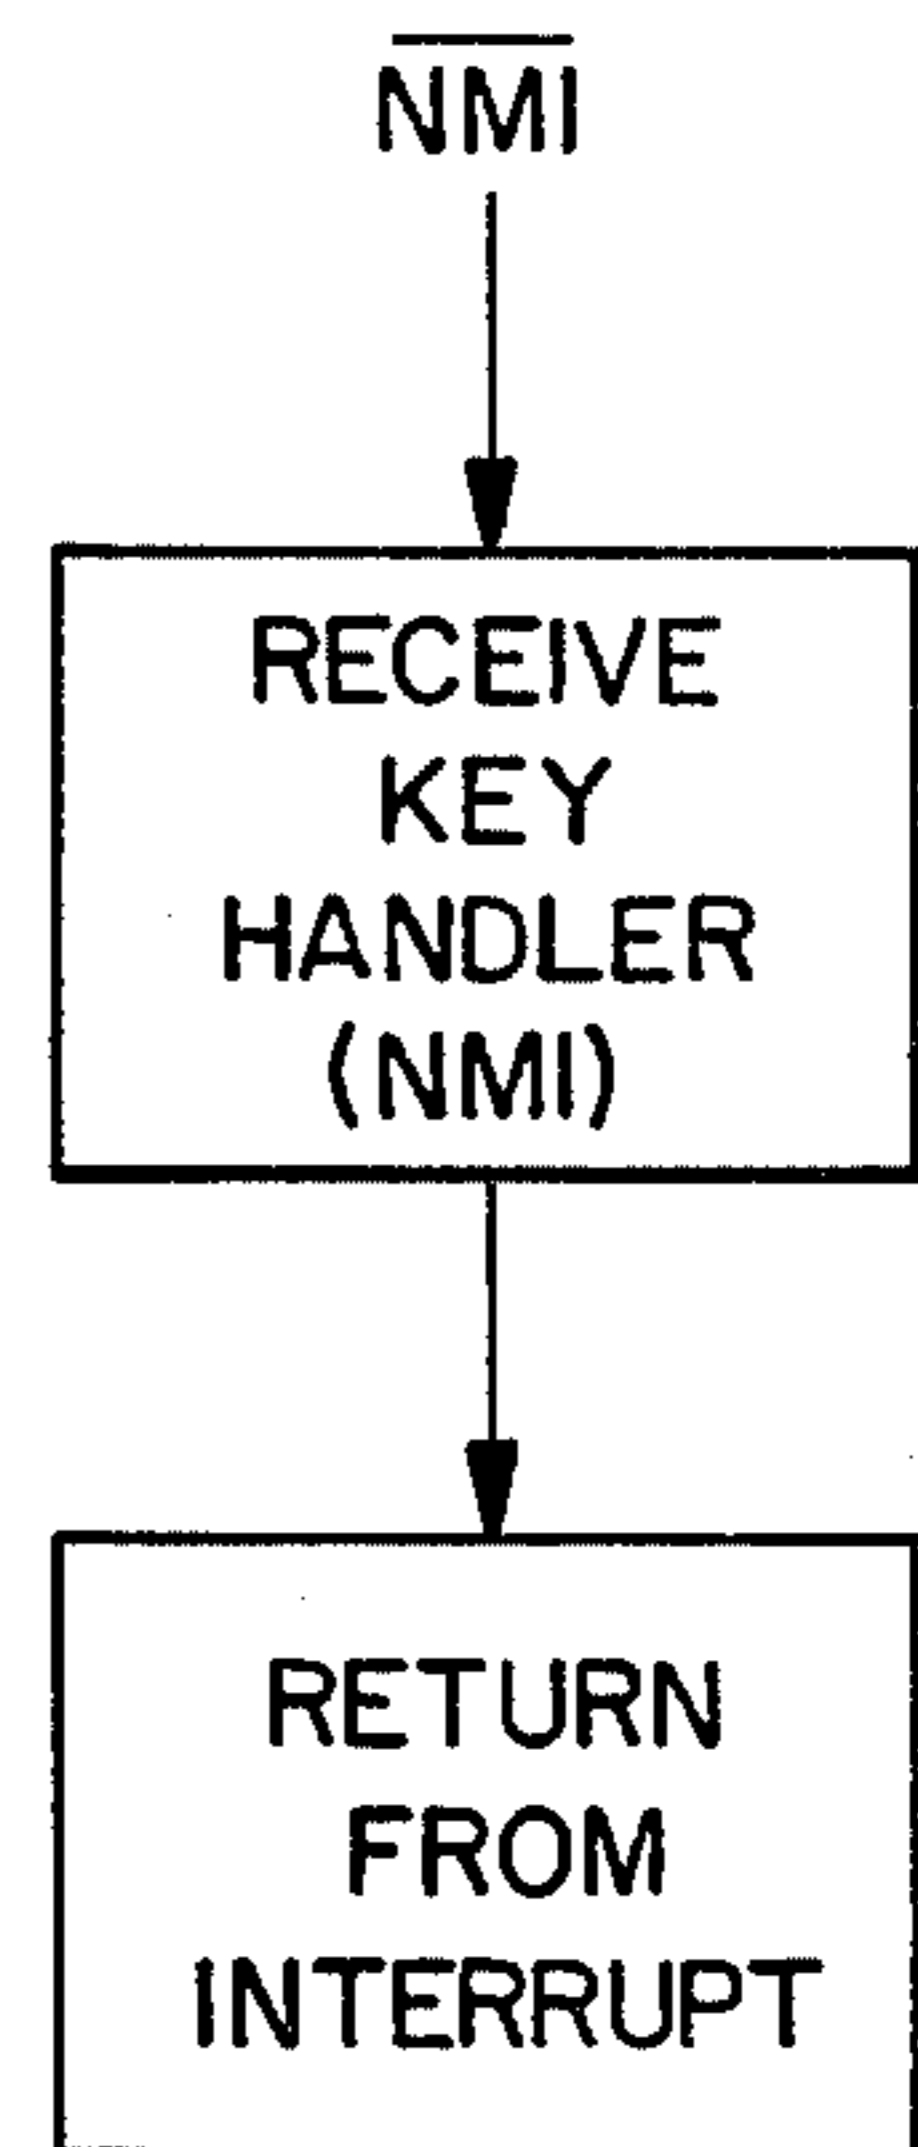 NMI
RECEIVE
KEY
HANDLER
(NMI)
RETURN
FROM
INTERRUPT